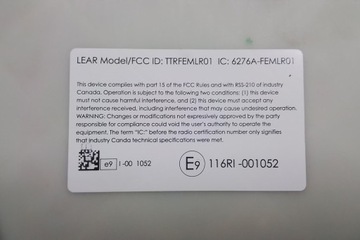 LEAR Model/FCC ID: TTRFEMLR01 IC: 6276A-FEMLR01
This device complies with part 15 of the FCC Rules and with RSS-210 of Industry
Canada. Operation is subject to the following two conditions: (1) this device
must not cause harmful interference, and (2) this device must accept any
interference received, including interference that may cause undesired operation.
WARNING: Changes or modifications not expressively approved by the party
responsible for compliance could void the user's authority to operate the
equipment. The term "IC:" before the radio certification number only signifies
that Industry Canda technical specifications were met.
e9 1-00 1052
E9 116RI -001052